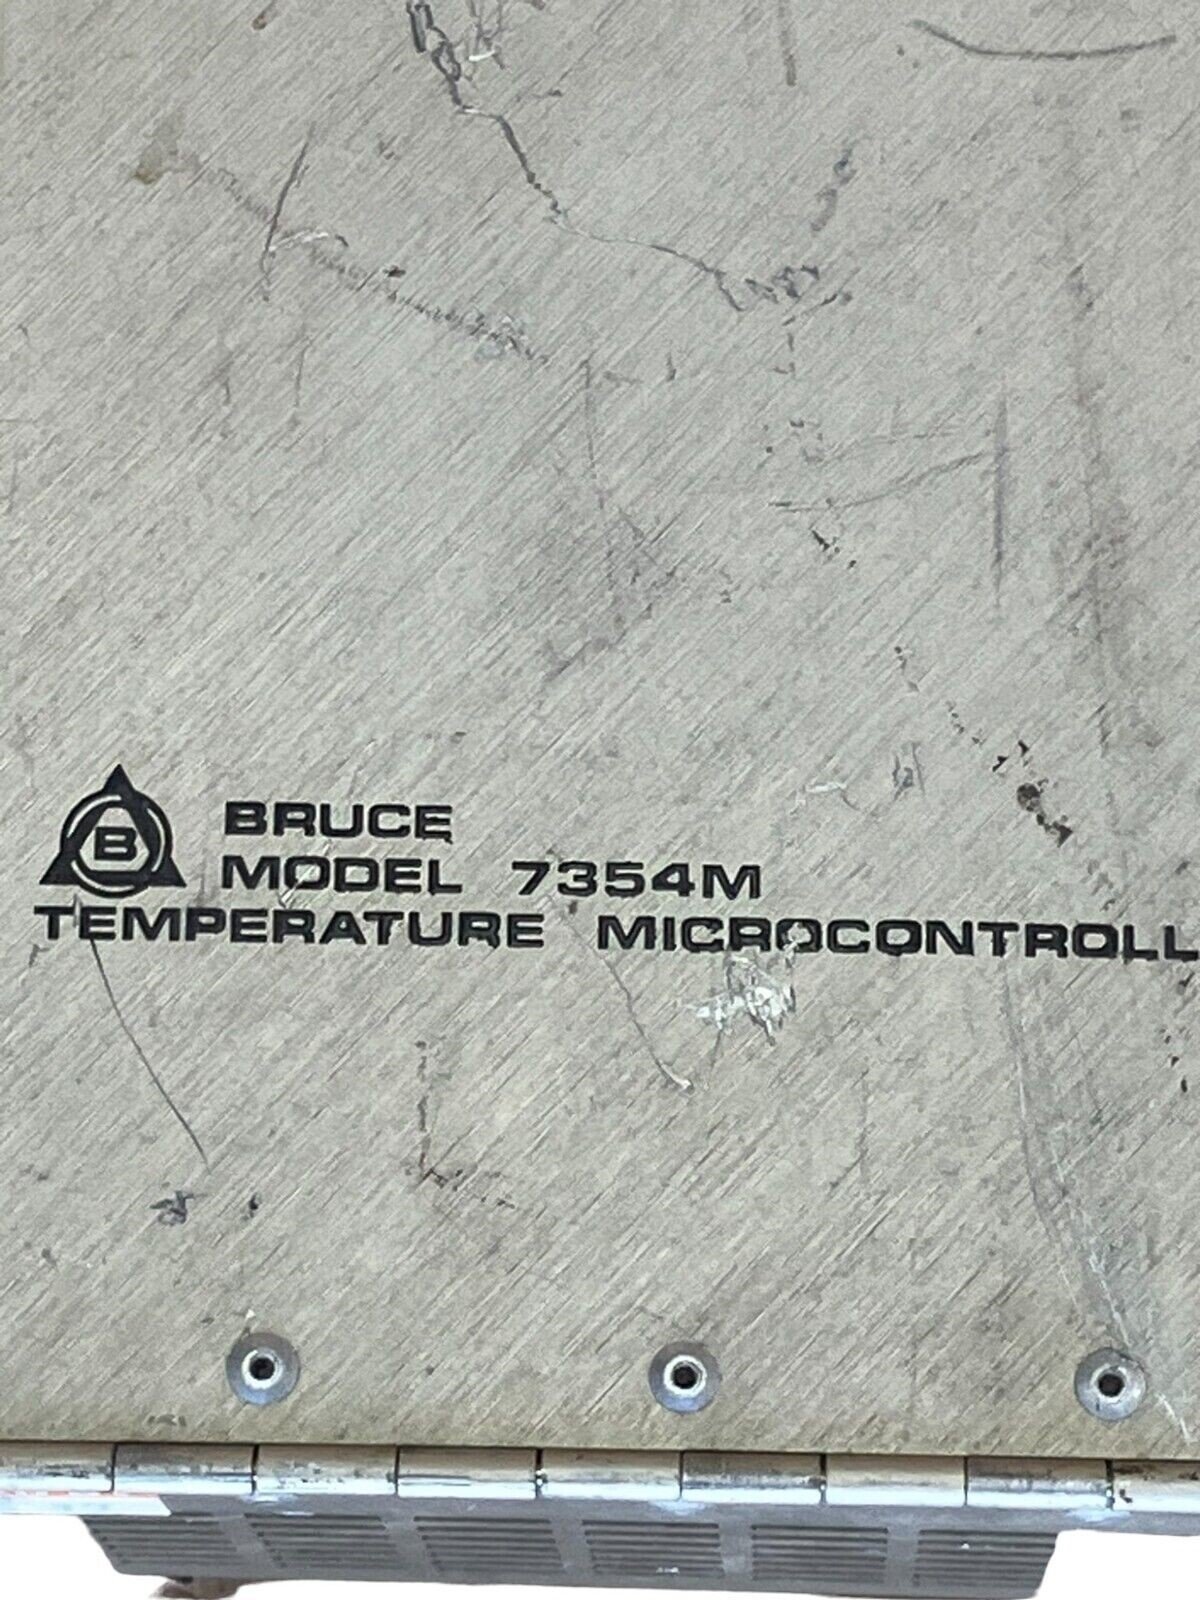 B
BRUCE
MODEL 7354M
TEMPERATURE MICROCONTROLL